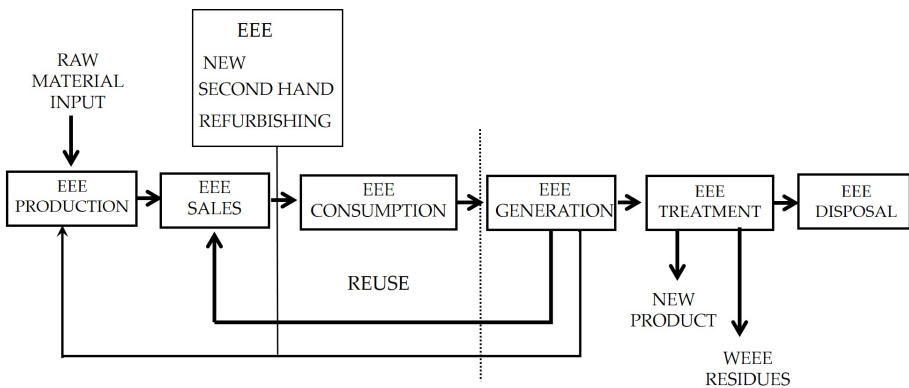 EEE
NEW
SECOND HAND
REFURBISHING
RAW
MATERIAL
INPUT
EEE
PRODUCTION
EEE
SALES
EEE
CONSUMPTION
EEE
GENERATION
EEE
TREATMENT
EEE
DISPOSAL
REUSE
NEW
PRODUCT
WEEE
RESIDUES